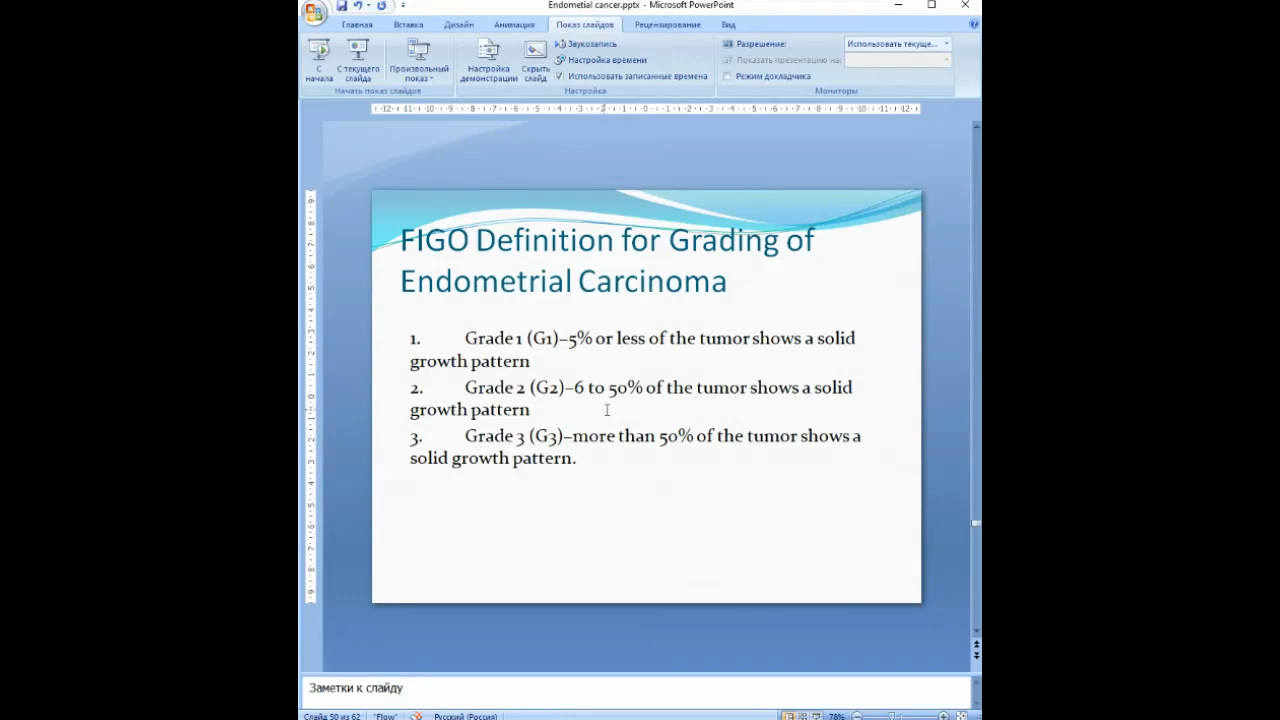 Endometial cancer.pptx - Microsoft PowerPoint
Главная Вставка Дизайн Анимация Показ слайдов Рецензирование Вид
С начала
С текущего слайда
Произвольный показ
Начать показ слайдов
Настройка демонстрации
Скрыть слайд
Звукозапись
Настройка времени
Использовать записанные времена
Настройка
Разрешение: Использовать текуще...
Показать презентацию на:
Режим докладчика
Мониторы
FIGO Definition for Grading of
Endometrial Carcinoma
1. Grade 1 (G1)–5% or less of the tumor shows a solid
growth pattern
2. Grade 2 (G2)–6 to 50% of the tumor shows a solid
growth pattern
3. Grade 3 (G3)–more than 50% of the tumor shows a
solid growth pattern.
Заметки к слайду
Слайд 50 из 62 "Flow" Русский (Россия) 78%